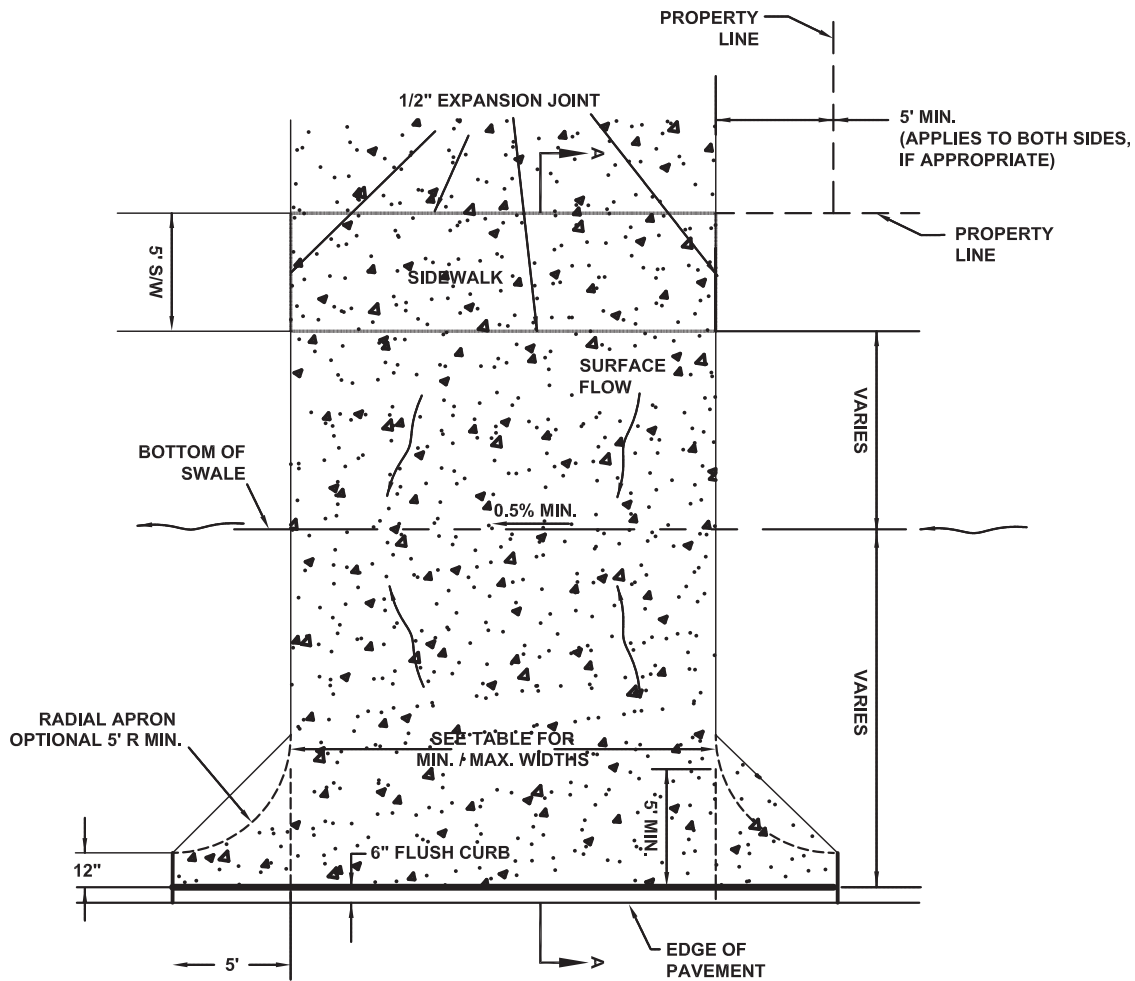 PROPERTY
LINE
1/2" EXPANSION JOINT
5' MIN.
(APPLIES TO BOTH SIDES,
IF APPROPRIATE)
A
PROPERTY
LINE
5' S/W
SIDEWALK
SURFACE
FLOW
VARIES
BOTTOM OF
SWALE
0.5% MIN.
RADIAL APRON
OPTIONAL 5' R MIN.
SEE TABLE FOR
MIN. / MAX. WIDTHS
VARIES
5' MIN.
6" FLUSH CURB
12"
5'
A
EDGE OF
PAVEMENT